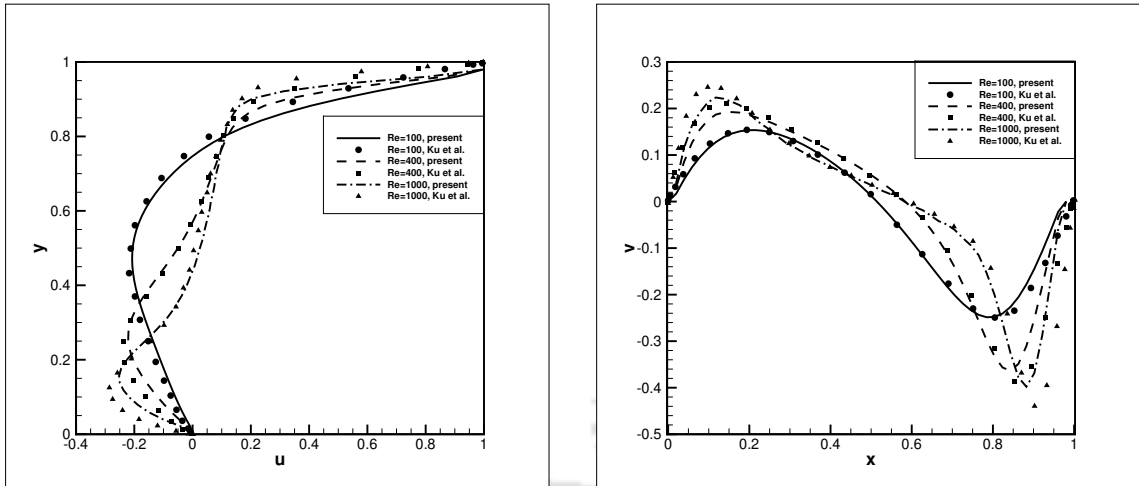 1
0.8
0.6
0.4
0.2
0
y
-0.4 -0.2 0 0.2 0.4 0.6 0.8 1
u
Re=100, present
Re=100, Ku et al.
Re=400, present
Re=400, Ku et al.
Re=1000, present
Re=1000, Ku et al.
0.3
0.2
0.1
0
-0.1
-0.2
-0.3
-0.4
-0.5
v
0 0.2 0.4 0.6 0.8 1
x
Re=100, present
Re=100, Ku et al.
Re=400, present
Re=400, Ku et al.
Re=1000, present
Re=1000, Ku et al.